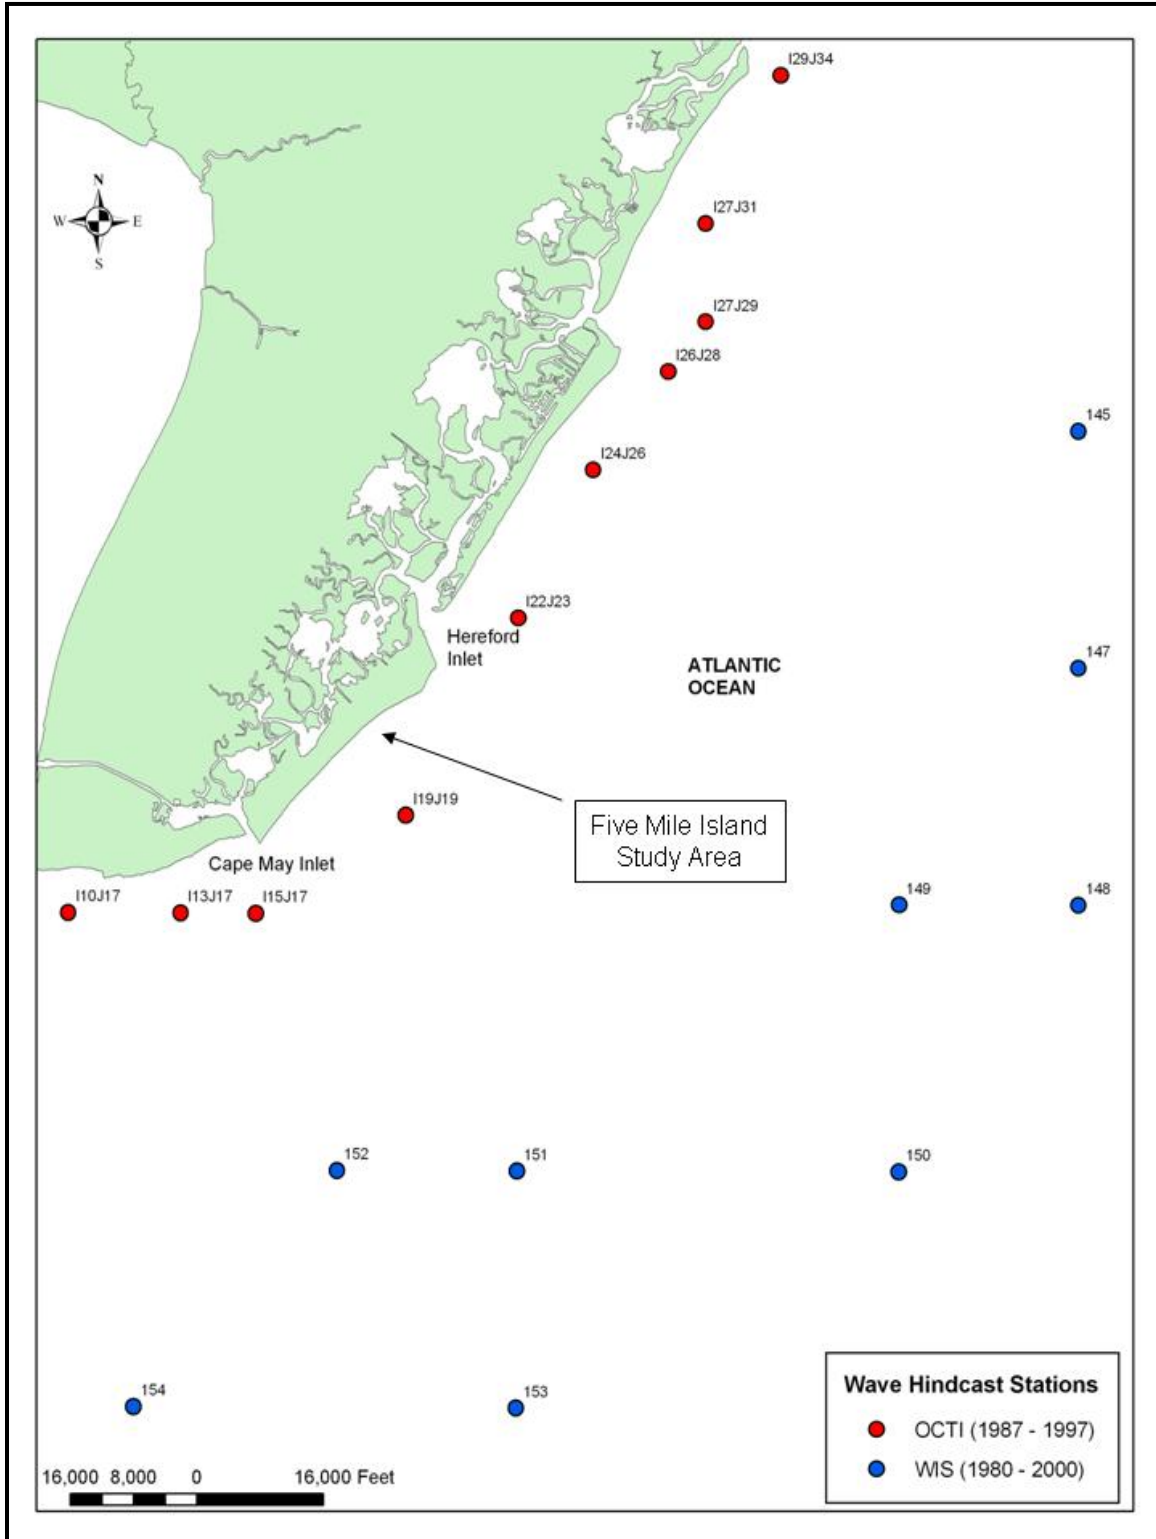 I29J34
N
W E
S
I27J31
I27J29
I26J28
145
I24J26
I22J23
Hereford
Inlet
ATLANTIC
OCEAN
147
I19J19
Five Mile Island
Study Area
Cape May Inlet
I10J17 I13J17 I15J17
149 148
152 151 150
154 153
Wave Hindcast Stations
OCTI (1987 - 1997)
WIS (1980 - 2000)
16,000 8,000 0 16,000 Feet